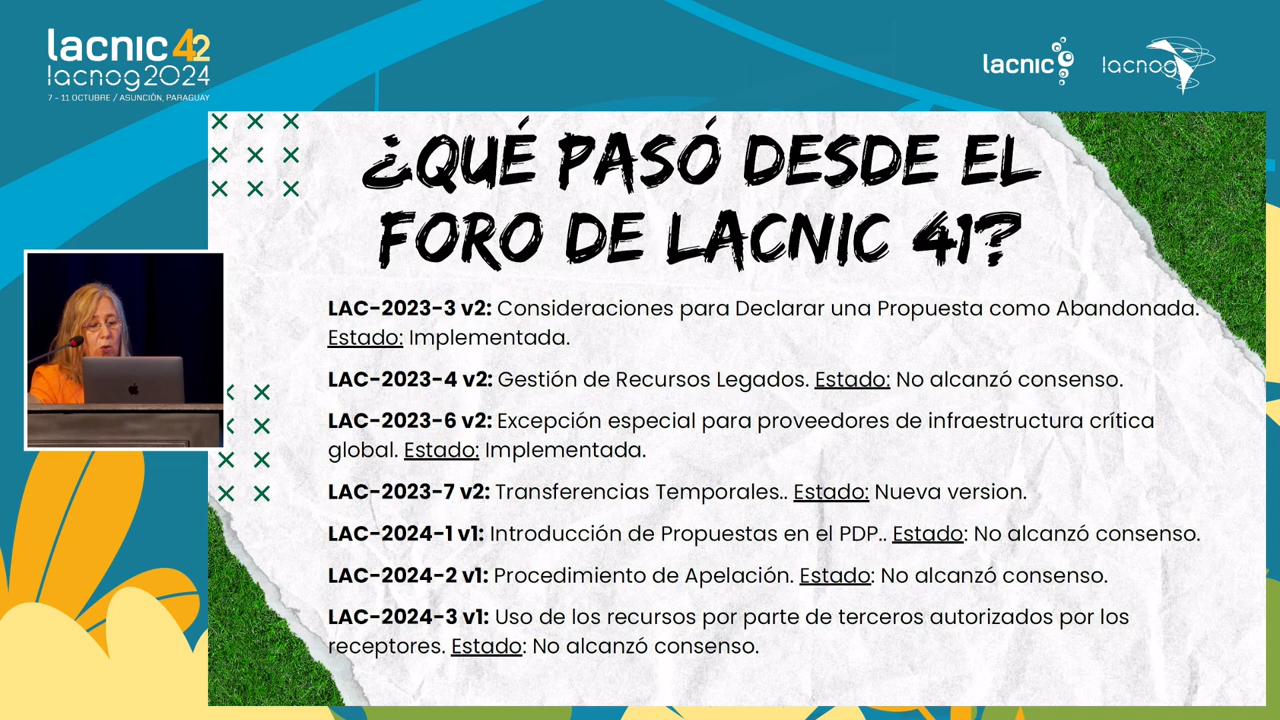 lacnic 42
lacnog2024
7 - 11 OCTUBRE / ASUNCIÓN, PARAGUAY
lacnic
lacnog
¿QUÉ PASÓ DESDE EL
FORO DE LACNIC 41?
LAC-2023-3 v2: Consideraciones para Declarar una Propuesta como Abandonada.
Estado: Implementada.
LAC-2023-4 v2: Gestión de Recursos Legados. Estado: No alcanzó consenso.
LAC-2023-6 v2: Excepción especial para proveedores de infraestructura crítica
global. Estado: Implementada.
LAC-2023-7 v2: Transferencias Temporales.. Estado: Nueva version.
LAC-2024-1 v1: Introducción de Propuestas en el PDP.. Estado: No alcanzó consenso.
LAC-2024-2 v1: Procedimiento de Apelación. Estado: No alcanzó consenso.
LAC-2024-3 v1: Uso de los recursos por parte de terceros autorizados por los
receptores. Estado: No alcanzó consenso.